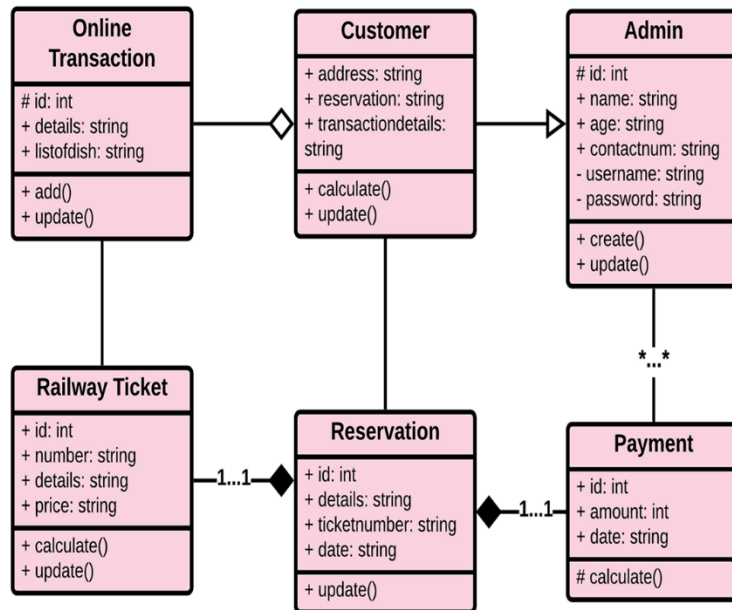 Online
Transaction
# id: int
+ details: string
+ listofdish: string
+ add()
+ update()
Customer
+ address: string
+ reservation: string
+ transactiondetails:
string
+ calculate()
+ update()
Admin
# id: int
+ name: string
+ age: string
+ contactnum: string
- username: string
- password: string
+ create()
+ update()
*...*
Railway Ticket
+ id: int
+ number: string
+ details: string
+ price: string
+ calculate()
+ update()
1...1
Reservation
+ id: int
+ details: string
+ ticketnumber: string
+ date: string
+ update()
1...1
Payment
+ id: int
+ amount: int
+ date: string
# calculate()